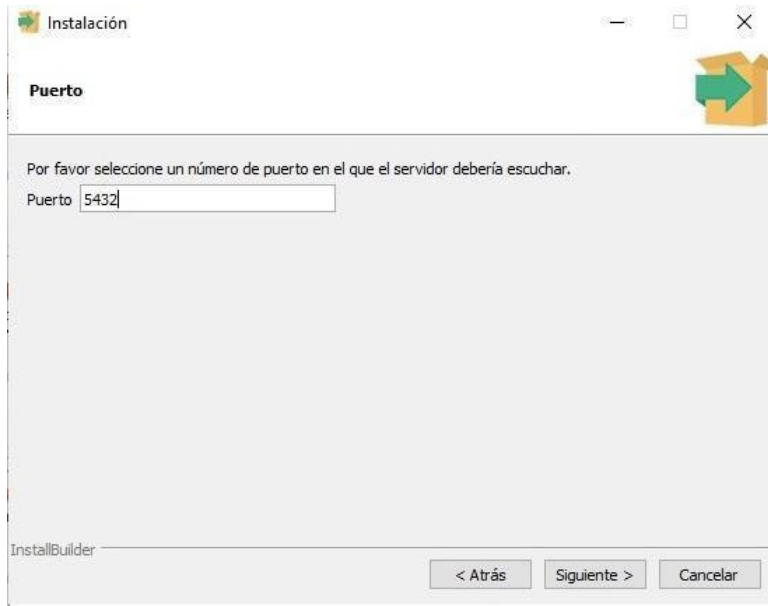 Instalación
Puerto
Por favor seleccione un número de puerto en el que el servidor debería escuchar.
Puerto 5432
InstallBuilder
< Atrás Siguiente > Cancelar